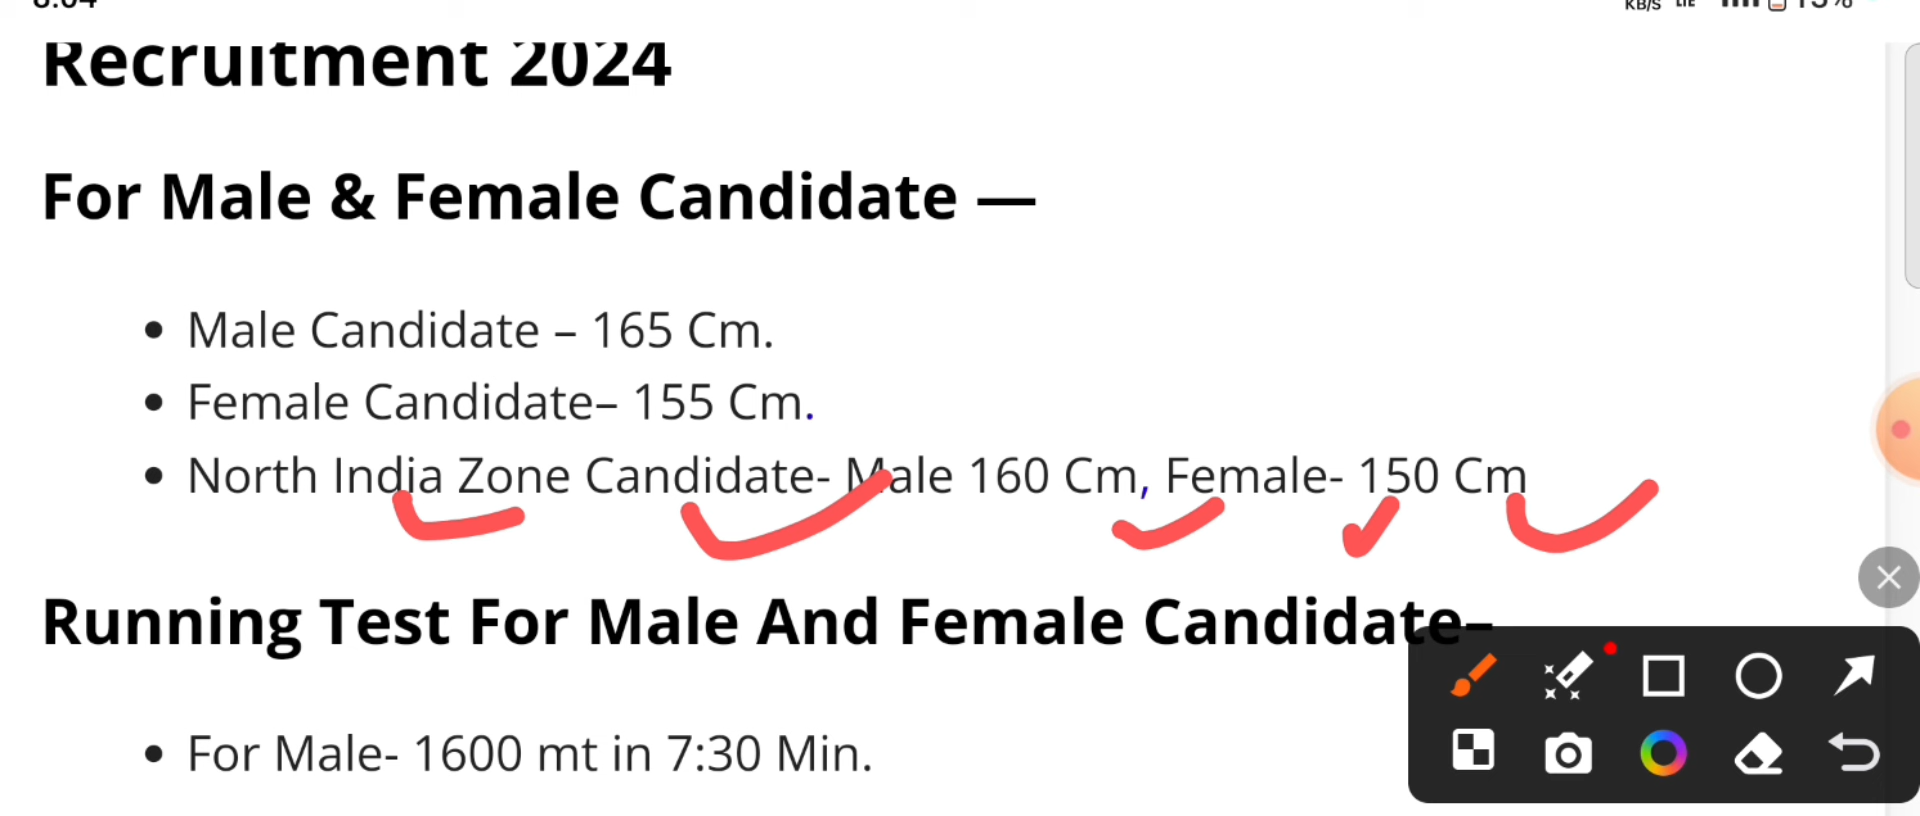 Recruitment 2024
For Male & Female Candidate —
• Male Candidate – 165 Cm.
• Female Candidate– 155 Cm.
• North India Zone Candidate- Male 160 Cm, Female- 150 Cm
Running Test For Male And Female Candidate–
• For Male- 1600 mt in 7:30 Min.